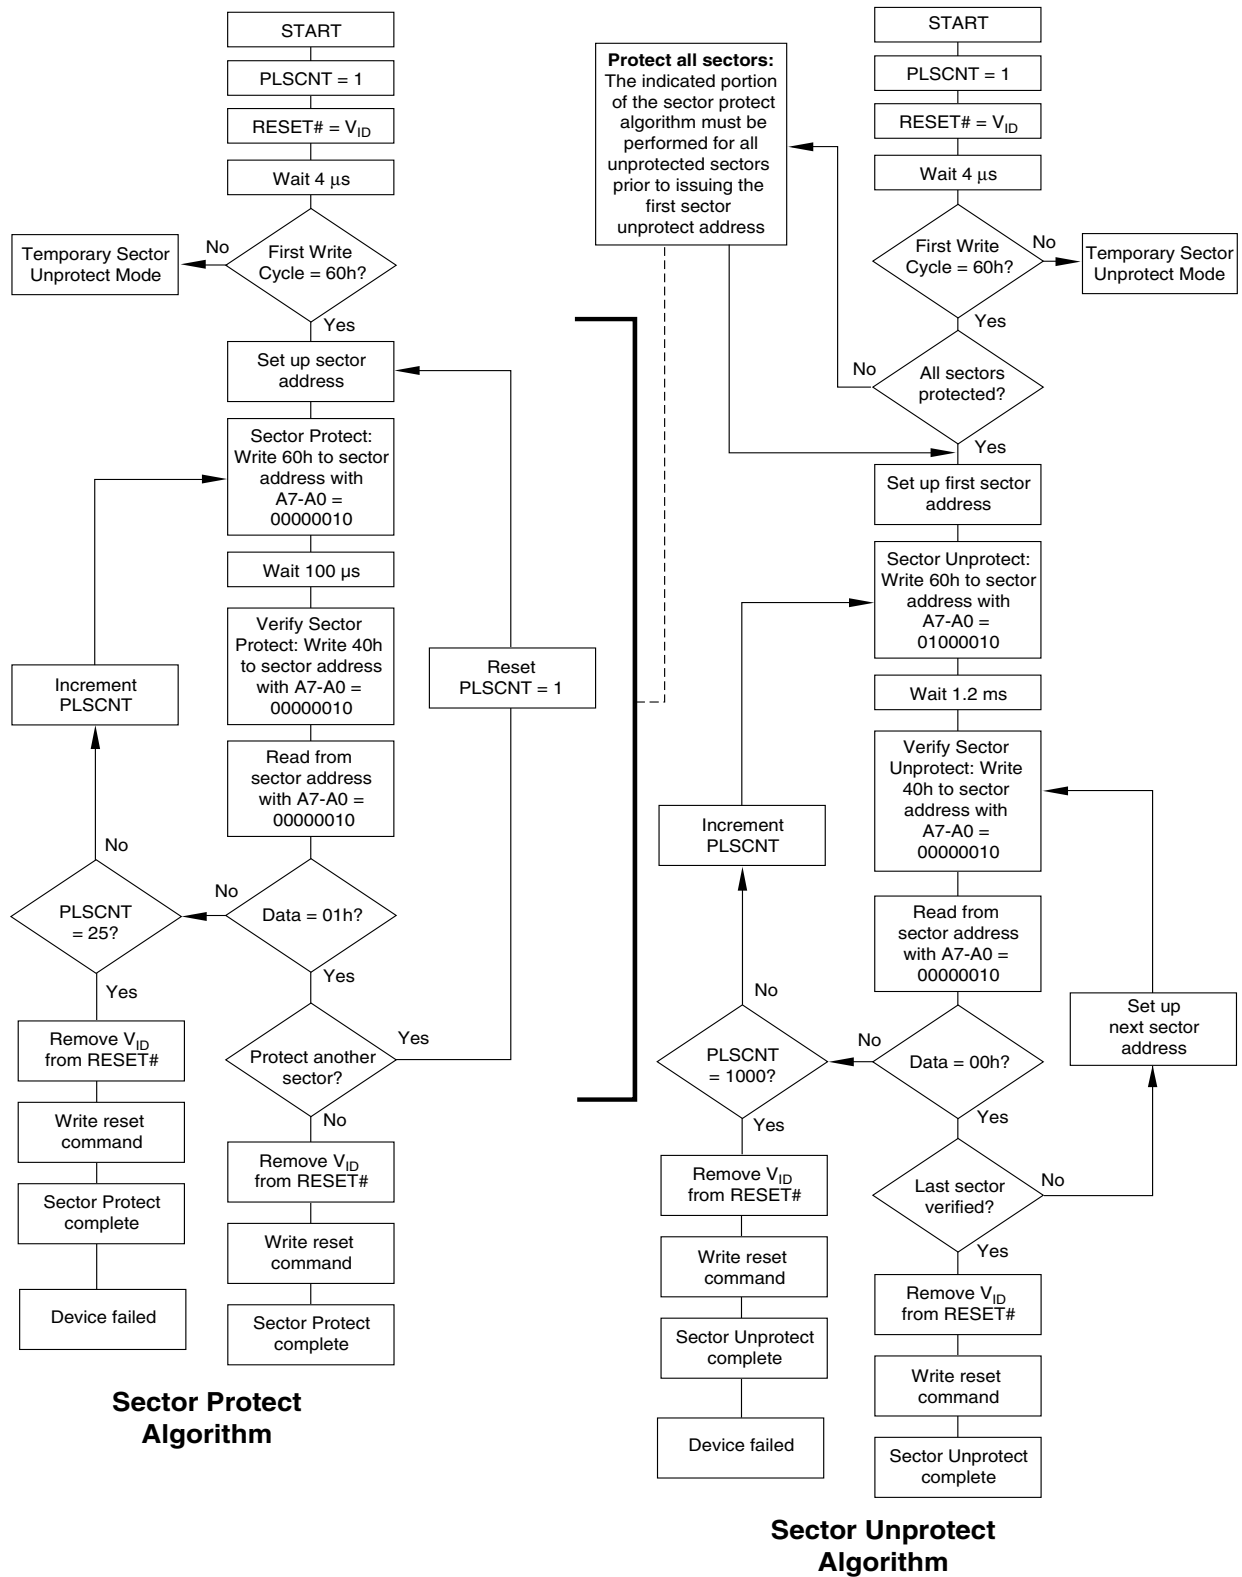 START
PLSCNT = 1
RESET# = VID
Wait 4 μs
First Write
Cycle = 60h?
No
Temporary Sector
Unprotect Mode
Yes
Set up sector
address
Sector Protect:
Write 60h to sector
address with
A7-A0 =
00000010
Wait 100 µs
Verify Sector
Protect: Write 40h
to sector address
with A7-A0 =
00000010
Reset
PLSCNT = 1
Increment
PLSCNT
Read from
sector address
with A7-A0 =
00000010
No
Data = 01h?
No
PLSCNT
= 25?
Yes
Yes
Protect another
sector?
Yes
No
Remove VID
from RESET#
Write reset
command
Sector Protect
complete
Device failed
Remove VID
from RESET#
Write reset
command
Sector Protect
complete
Sector Protect
Algorithm
Protect all sectors:
The indicated portion
of the sector protect
algorithm must be
performed for all
unprotected sectors
prior to issuing the
first sector
unprotect address
START
PLSCNT = 1
RESET# = VID
Wait 4 μs
First Write
Cycle = 60h?
No
Temporary Sector
Unprotect Mode
Yes
All sectors
protected?
No
Yes
Set up first sector
address
Sector Unprotect:
Write 60h to sector
address with
A7-A0 =
01000010
Wait 1.2 ms
Verify Sector
Unprotect: Write
40h to sector
address with
A7-A0 =
00000010
Increment
PLSCNT
Read from
sector address
with A7-A0 =
00000010
No
Set up
next sector
address
Data = 00h?
No
PLSCNT
= 1000?
Yes
Yes
Last sector
verified?
No
Yes
Remove VID
from RESET#
Write reset
command
Sector Unprotect
complete
Device failed
Remove VID
from RESET#
Write reset
command
Sector Unprotect
complete
Sector Unprotect
Algorithm